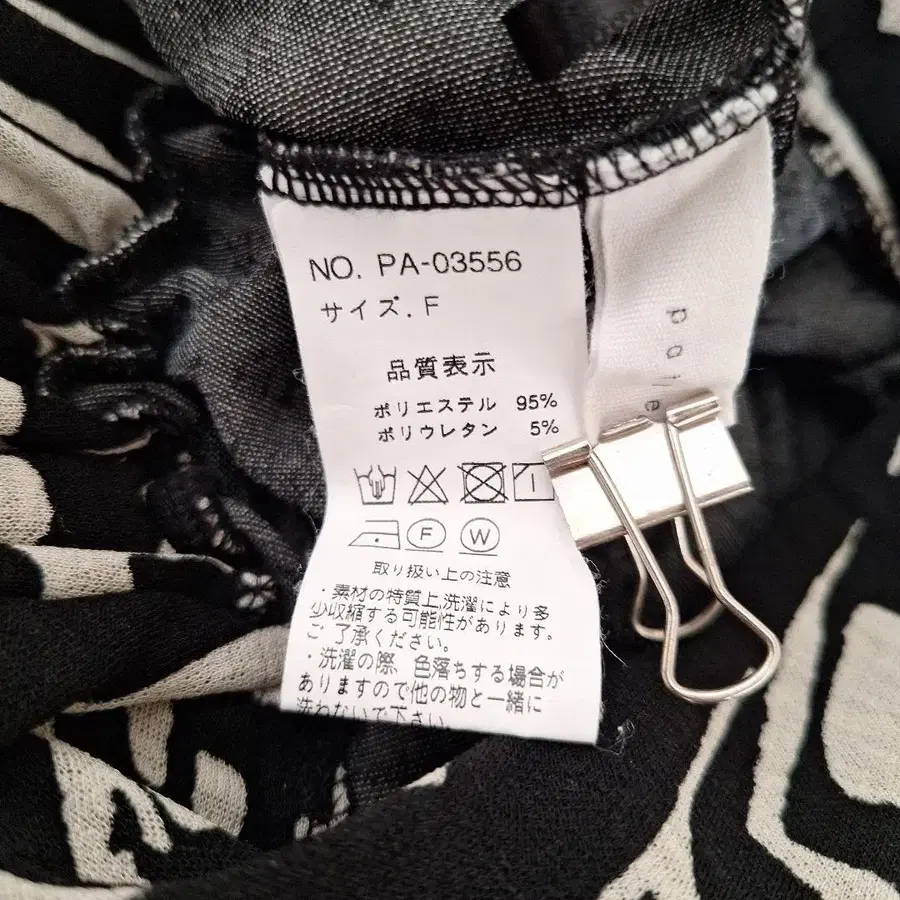 NO. PA-03556
サイズ. F
品質表示
ポリエステル 95%
ポリウレタン 5%
F W
取り扱い上の注意
・素材の特質上,洗濯により多
少収縮する可能性があります。
ご了承ください。
・洗濯の際、色落ちする場合が
ありますので他の物と一緒に
洗わないで下さい。